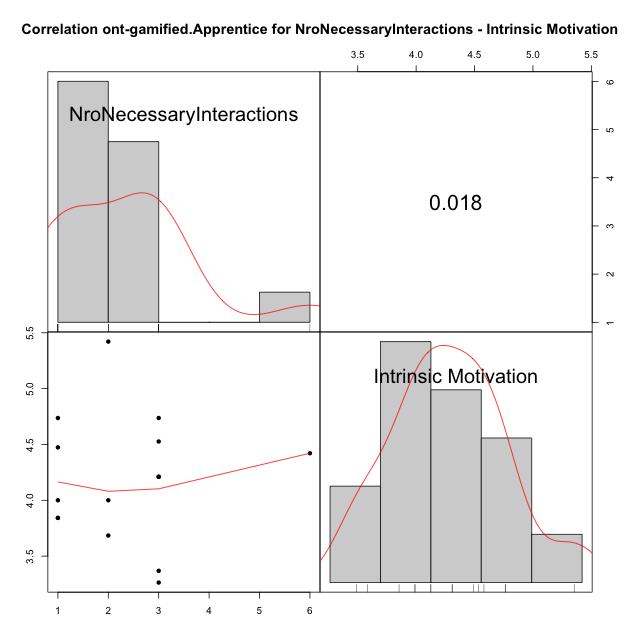 Correlation ont-gamified.Apprentice for NroNecessaryInteractions - Intrinsic Motivation
3.5 4.0 4.5 5.0 5.5
NroNecessaryInteractions
0.018
6
5
4
3
2
1
5.5
5.0
4.5
4.0
3.5
Intrinsic Motivation
1 2 3 4 5 6